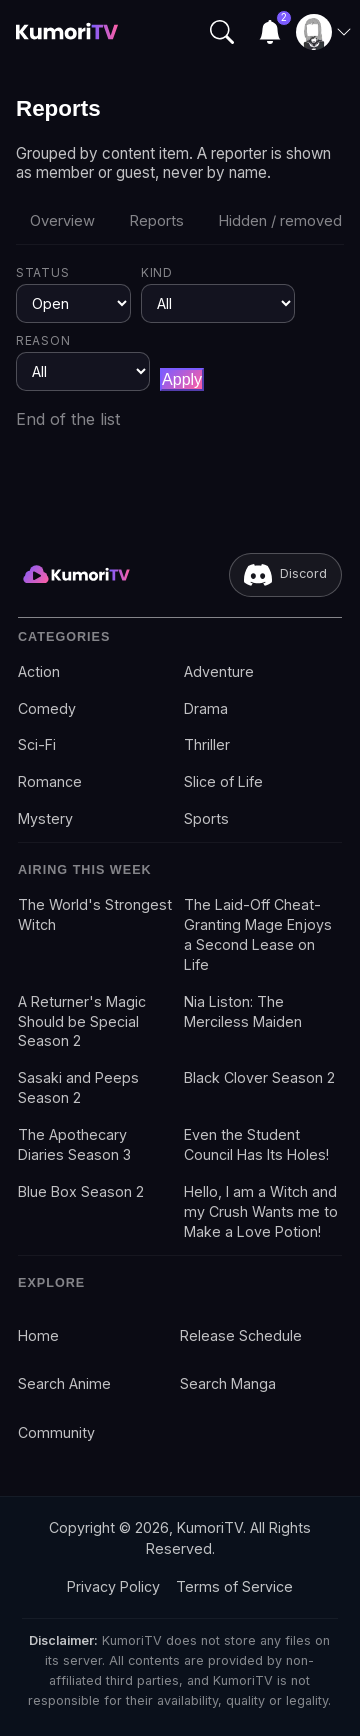 KumoriTV
2
Reports
Grouped by content item. A reporter is shown
as member or guest, never by name.
Overview Reports Hidden / removed
STATUS KIND
Open All
REASON
All Apply
End of the list
KumoriTV Discord
CATEGORIES
Action Adventure
Comedy Drama
Sci-Fi Thriller
Romance Slice of Life
Mystery Sports
AIRING THIS WEEK
The World's Strongest
Witch
The Laid-Off Cheat-
Granting Mage Enjoys
a Second Lease on
Life
A Returner's Magic
Should be Special
Season 2
Nia Liston: The
Merciless Maiden
Sasaki and Peeps
Season 2
Black Clover Season 2
The Apothecary
Diaries Season 3
Even the Student
Council Has Its Holes!
Blue Box Season 2
Hello, I am a Witch and
my Crush Wants me to
Make a Love Potion!
EXPLORE
Home Release Schedule
Search Anime Search Manga
Community
Copyright © 2026, KumoriTV. All Rights
Reserved.
Privacy Policy Terms of Service
Disclaimer: KumoriTV does not store any files on
its server. All contents are provided by non-
affiliated third parties, and KumoriTV is not
responsible for their availability, quality or legality.